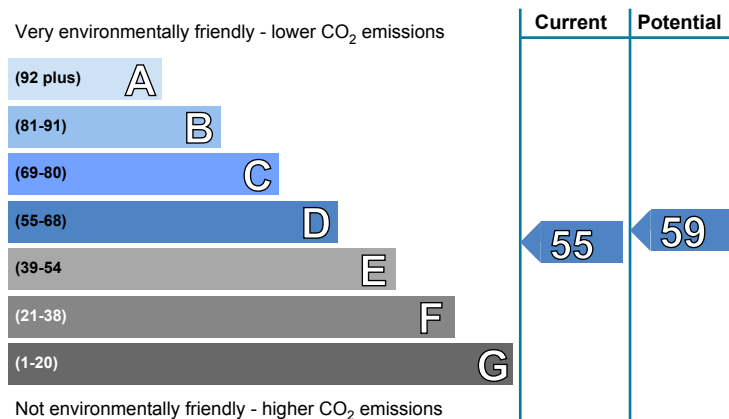 Current Potential
Very environmentally friendly - lower CO2 emissions
(92 plus) A
(81-91) B
(69-80) C
(55-68) D
55 59
(39-54 E
(21-38) F
(1-20) G
Not environmentally friendly - higher CO2 emissions